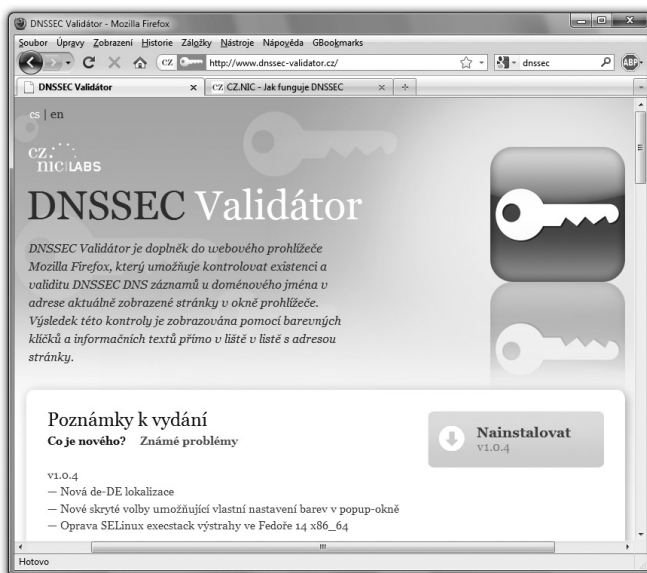 DNSSEC Validátor - Mozilla Firefox
Soubor Úpravy Zobrazení Historie Záložky Nástroje Nápověda GBookmarks
CZ http://www.dnssec-validator.cz/ dnssec ABP
DNSSEC Validátor CZ CZ.NIC - Jak funguje DNSSEC
cs | en
CZ.
NIC|LABS
DNSSEC Validátor
DNSSEC Validátor je doplněk do webového prohlížeče
Mozilla Firefox, který umožňuje kontrolovat existenci a
validitu DNSSEC DNS záznamů u doménového jména v
adrese aktuálně zobrazené stránky v okně prohlížeče.
Výsledek této kontroly je zobrazována pomocí barevných
klíčků a informačních textů přímo v liště v listě s adresou
stránky.
Poznámky k vydání
Co je nového? Známé problémy
Nainstalovat
v1.0.4
v1.0.4
— Nová de-DE lokalizace
— Nové skryté volby umožňující vlastní nastavení barev v popup-okně
— Oprava SELinux execstack výstrahy ve Fedoře 14 x86_64
Hotovo